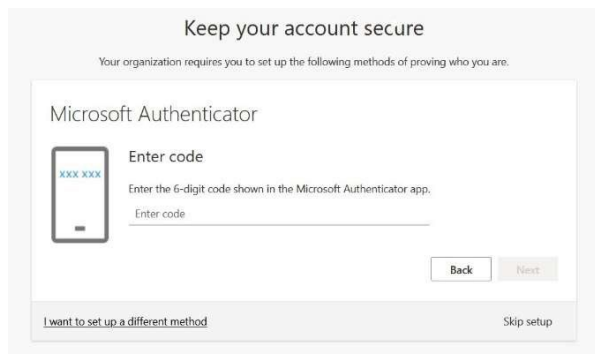 Keep your account secure
Your organization requires you to set up the following methods of proving who you are.
Microsoft Authenticator
xxx xxx
Enter code
Enter the 6-digit code shown in the Microsoft Authenticator app.
Enter code
Back Next
I want to set up a different method Skip setup